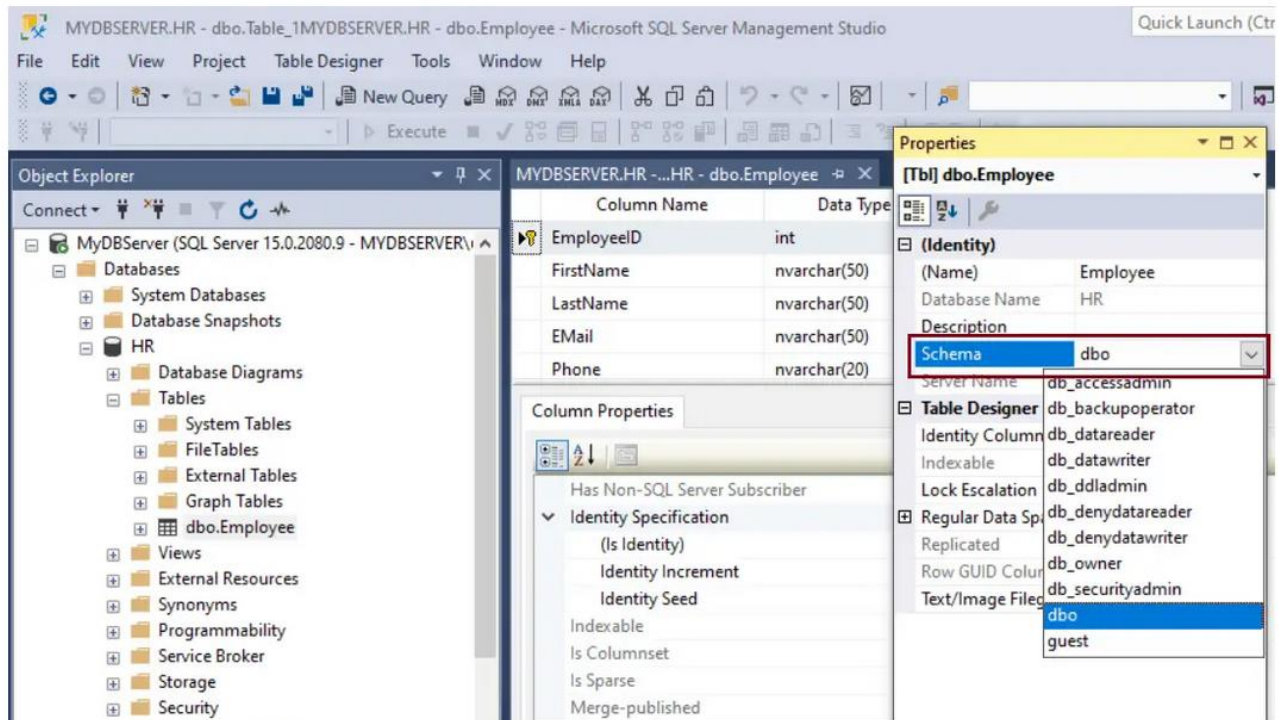 MYDBSERVER.HR - dbo.Table_1MYDBSERVER.HR - dbo.Employee - Microsoft SQL Server Management Studio
Quick Launch (Ctr
File Edit View Project Table Designer Tools Window Help
New Query MDX DMX XMLA DAX
Execute
Object Explorer
Connect
MyDBServer (SQL Server 15.0.2080.9 - MYDBSERVER\
Databases
System Databases
Database Snapshots
HR
Database Diagrams
Tables
System Tables
FileTables
External Tables
Graph Tables
dbo.Employee
Views
External Resources
Synonyms
Programmability
Service Broker
Storage
Security
MYDBSERVER.HR -...HR - dbo.Employee
Column Name Data Type
EmployeeID int
FirstName nvarchar(50)
LastName nvarchar(50)
EMail nvarchar(50)
Phone nvarchar(20)
Column Properties
Has Non-SQL Server Subscriber
Identity Specification
(Is Identity)
Identity Increment
Identity Seed
Indexable
Is Columnset
Is Sparse
Merge-published
Properties
[Tbl] dbo.Employee
(Identity)
(Name) Employee
Database Name HR
Description
Schema dbo
Server Name
Table Designer
Identity Column
Indexable
Lock Escalation
Regular Data Spa
Replicated
Row GUID Colur
Text/Image Fileg
db_accessadmin
db_backupoperator
db_datareader
db_datawriter
db_ddladmin
db_denydatareader
db_denydatawriter
db_owner
db_securityadmin
dbo
guest